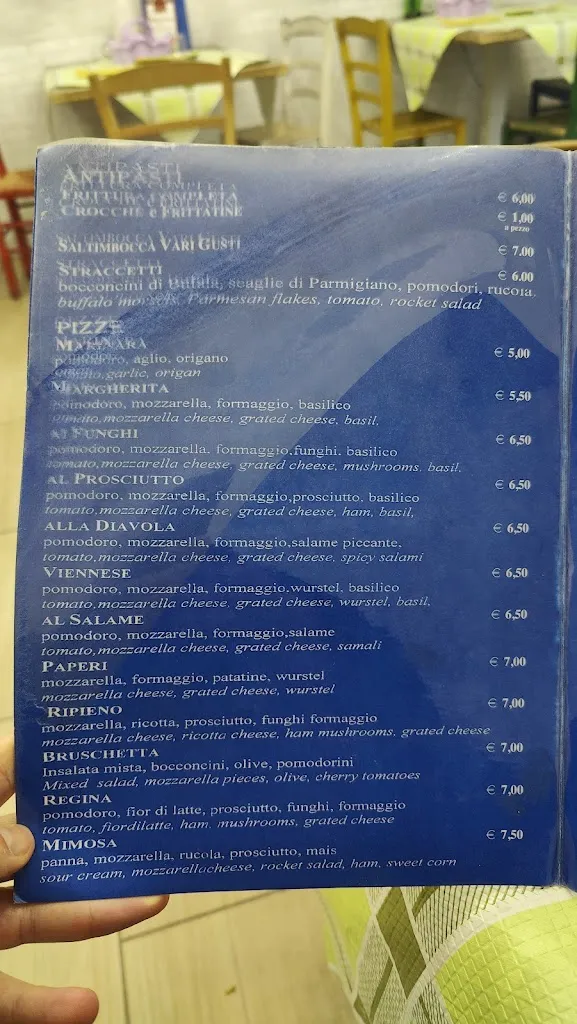 ANTIPASTI
FRITTURA COMPLETA € 6,00
CROCCHE e FRITTATINE € 1,00
a pezzo
SALTIMBOCCA VARI GUSTI € 7.00
STRACCETTI € 6.00
bocconcini di Bufala, scaglie di Parmigiano, pomodori, rucola.
buffalo morsels, Parmesan flakes, tomato, rocket salad
PIZZE
MARINARA € 5,00
pomodoro, aglio, origano
tomato, garlic, origan
MARGHERITA € 5,50
pomodoro, mozzarella, formaggio, basilico
tomato,mozzarella cheese, grated cheese, basil,
AI FUNGHI € 6,50
pomodoro, mozzarella, formaggio,funghi, basilico
tomato,mozzarella cheese, grated cheese, mushrooms, basil,
AL PROSCIUTTO € 6,50
pomodoro, mozzarella, formaggio,prosciutto, basilico
tomato,mozzarella cheese, grated cheese, ham, basil,
ALLA DIAVOLA € 6,50
pomodoro, mozzarella, formaggio,salame piccante,
tomato,mozzarella cheese, grated cheese, spicy salami
VIENNESE € 6,50
pomodoro, mozzarella, formaggio,wurstel, basilico
tomato,mozzarella cheese, grated cheese, wurstel, basil,
AL SALAME € 6,50
pomodoro, mozzarella, formaggio,salame
tomato,mozzarella cheese, grated cheese, samali
PAPERI € 7,00
mozzarella, formaggio, patatine, wurstel
mozzarella cheese, grated cheese, wurstel
RIPIENO € 7,00
mozzarella, ricotta, prosciutto, funghi formaggio
mozzarella cheese, ricotta cheese, ham mushrooms, grated cheese
BRUSCHETTA € 7,00
Insalata mista, bocconcini, olive, pomodorini
Mixed salad, mozzarella pieces, olive, cherry tomatoes
REGINA € 7,00
pomodoro, fior di latte, prosciutto, funghi, formaggio
tomato, fiordilatte, ham, mushrooms, grated cheese
MIMOSA € 7,50
panna, mozzarella, rucola, prosciutto, mais
sour cream, mozzarellacheese, rocket salad, ham, sweet corn